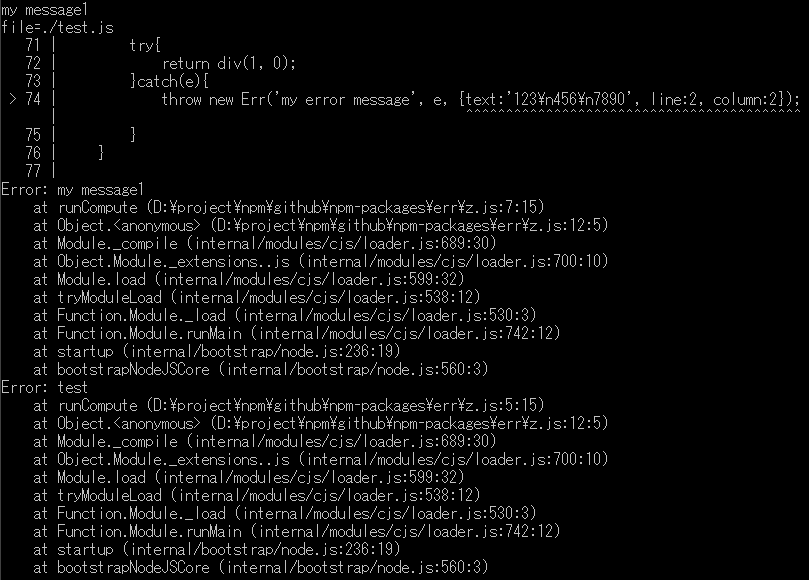 my message1
file=./test.js
  71 |         try{
  72 |             return div(1, 0);
  73 |         }catch(e){
> 74 |             throw new Err('my error message', e, {text:'123¥n456¥n7890', line:2, column:2});
     |                                                   ^^^^^^^^^^^^^^^^^^^^^^^^^^^^^^^^^^^^^^^^^
  75 |         }
  76 |     }
  77 |
Error: my message1
    at runCompute (D:¥project¥npm¥github¥npm-packages¥err¥z.js:7:15)
    at Object.<anonymous> (D:¥project¥npm¥github¥npm-packages¥err¥z.js:12:5)
    at Module._compile (internal/modules/cjs/loader.js:689:30)
    at Object.Module._extensions..js (internal/modules/cjs/loader.js:700:10)
    at Module.load (internal/modules/cjs/loader.js:599:32)
    at tryModuleLoad (internal/modules/cjs/loader.js:538:12)
    at Function.Module._load (internal/modules/cjs/loader.js:530:3)
    at Function.Module.runMain (internal/modules/cjs/loader.js:742:12)
    at startup (internal/bootstrap/node.js:236:19)
    at bootstrapNodeJSCore (internal/bootstrap/node.js:560:3)
Error: test
    at runCompute (D:¥project¥npm¥github¥npm-packages¥err¥z.js:5:15)
    at Object.<anonymous> (D:¥project¥npm¥github¥npm-packages¥err¥z.js:12:5)
    at Module._compile (internal/modules/cjs/loader.js:689:30)
    at Object.Module._extensions..js (internal/modules/cjs/loader.js:700:10)
    at Module.load (internal/modules/cjs/loader.js:599:32)
    at tryModuleLoad (internal/modules/cjs/loader.js:538:12)
    at Function.Module._load (internal/modules/cjs/loader.js:530:3)
    at Function.Module.runMain (internal/modules/cjs/loader.js:742:12)
    at startup (internal/bootstrap/node.js:236:19)
    at bootstrapNodeJSCore (internal/bootstrap/node.js:560:3)